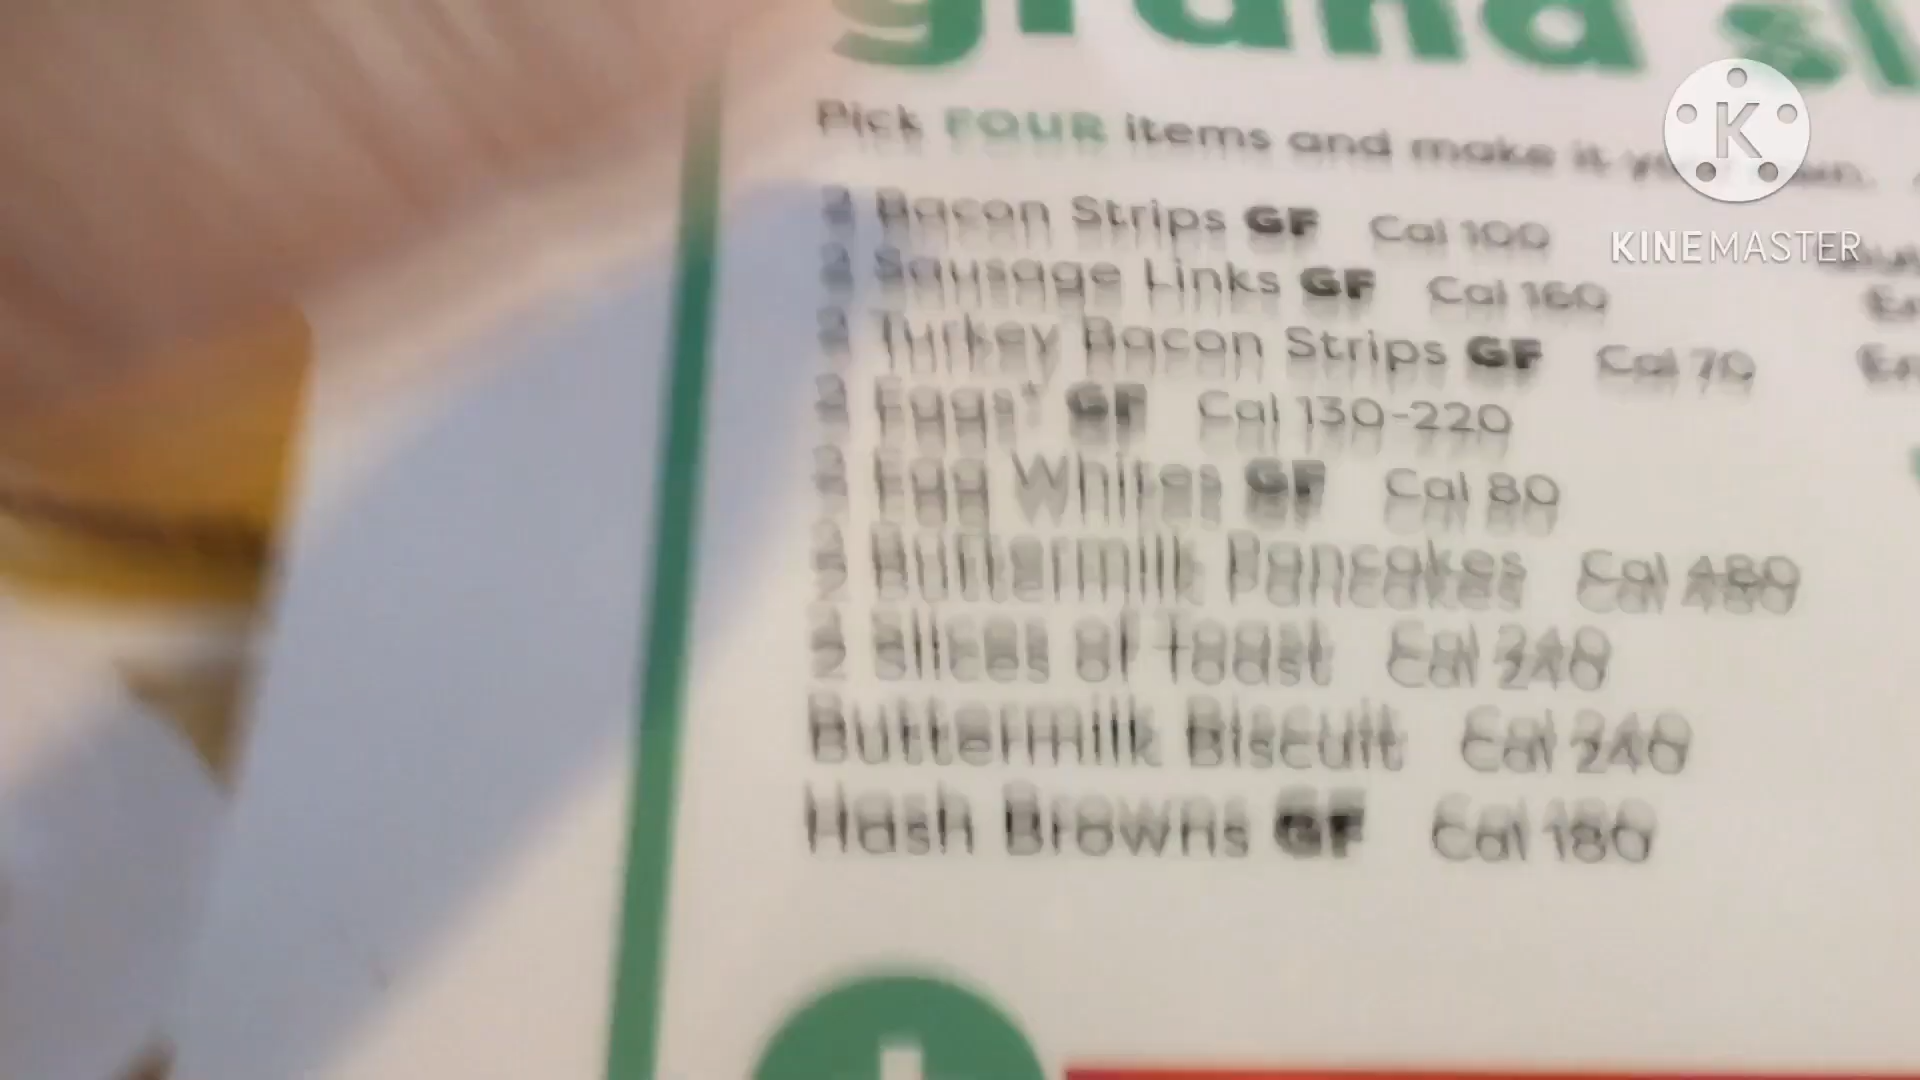 grand sl
Pick FOUR items and make it
2 Bacon Strips GF Cal 100
2 Sausage Links GF Cal 160
2 Turkey Bacon Strips GF Cal 70
2 Eggs† GF Cal 130-220
2 Egg Whites GF Cal 80
2 Buttermilk Pancakes Cal 480
2 Slices of Toast Cal 240
Buttermilk Biscuit Cal 240
Hash Browns GF Cal 180
K
KINEMASTER